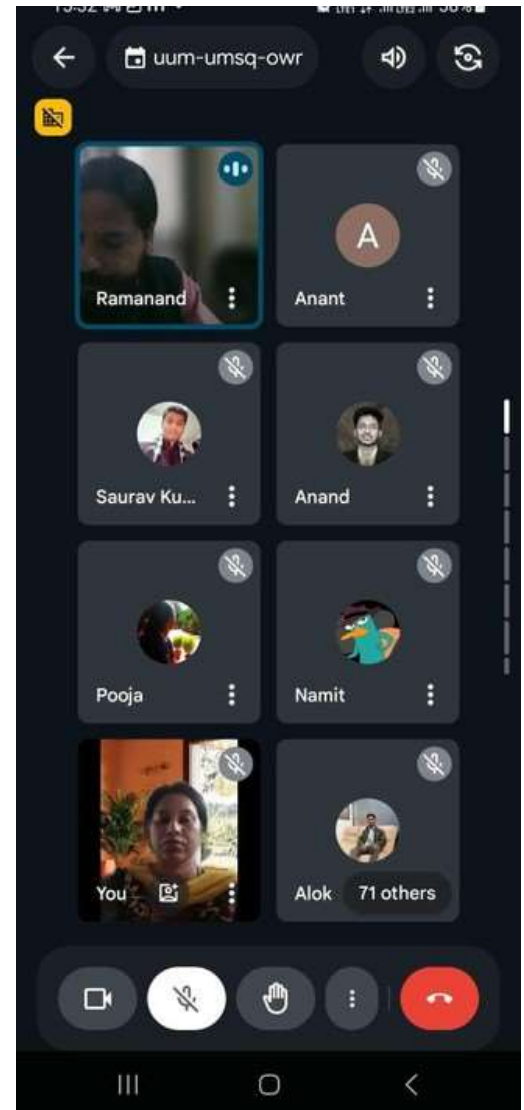 uum-umsq-owr
Ramanand
A
Anant
Saurav Ku...
Anand
Pooja
Namit
You
Alok
71 others